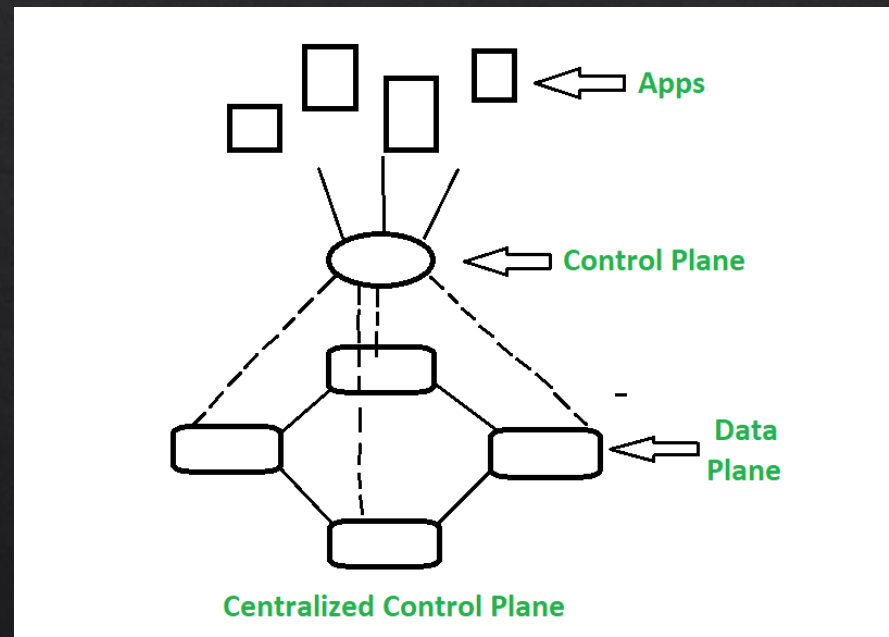 Apps
Control Plane
Data
Plane
Centralized Control Plane